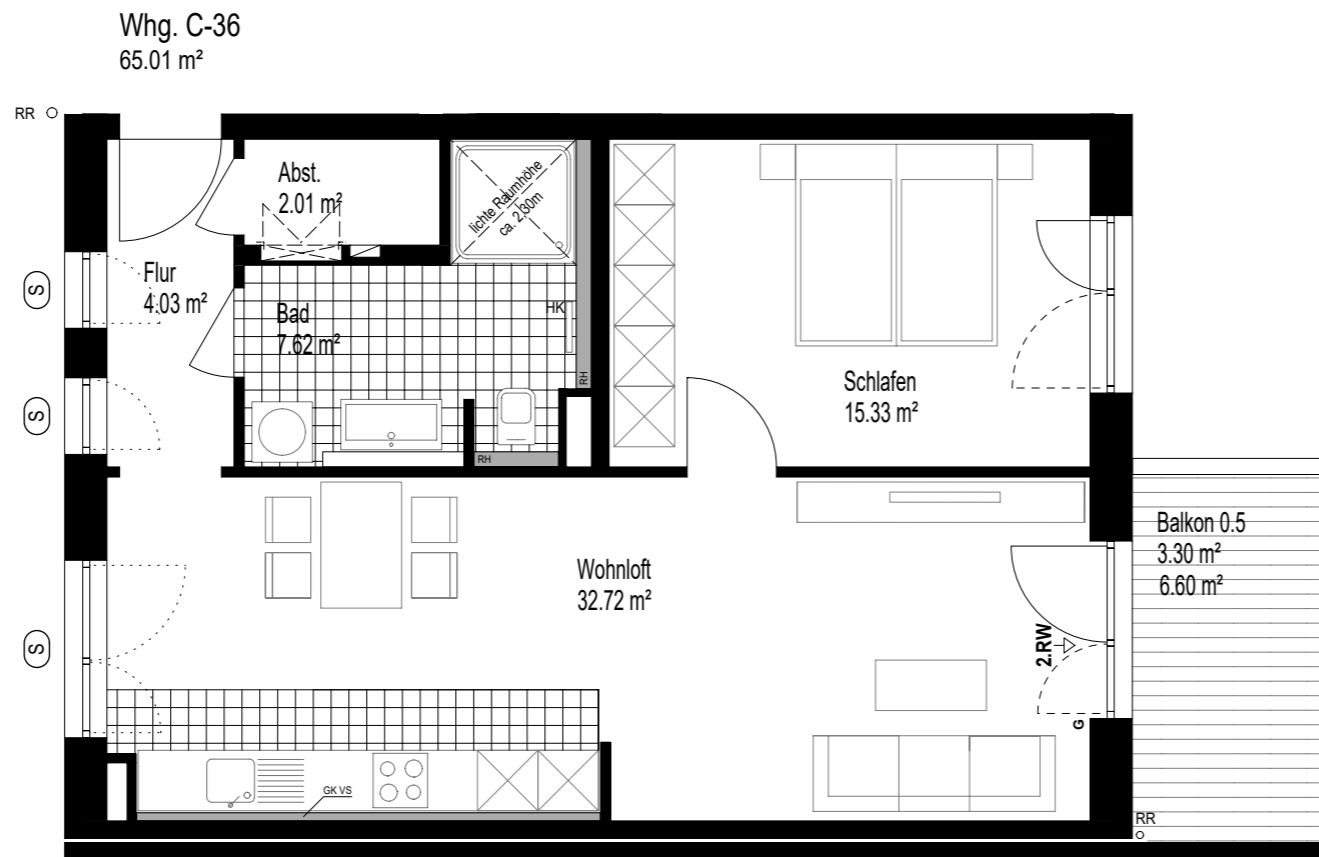 Whg. C-36
65.01 m²
RR
Abst.
2.01 m²
lichte Raumhöhe
ca. 2,30m
Flur
4.03 m²
S
Bad
7.62 m²
HK
RH
S
Schlafen
15.33 m²
RH
Balkon 0.5
3.30 m²
6.60 m²
Wohnloft
32.72 m²
S
2.RW
G
GK VS
RR